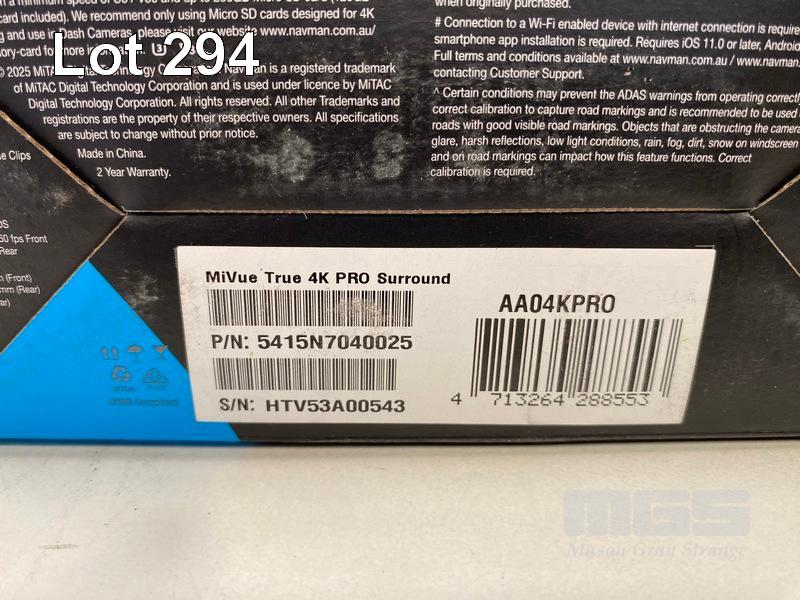 Lot 294
included). We recommend only using Micro SD cards designed for 4K
and use in Dash Cameras, please visit our website www.navman.com.au/
© 2025 MiTAC Digital Technology Navman is a registered trademark
of MiTAC Digital Technology Corporation and is used under licence by MiTAC
Digital Technology Corporation. All rights reserved. All other Trademarks and
registrations are the property of their respective owners. All specifications
are subject to change without prior notice.
Made in China.
2 Year Warranty.
when originally purchased.
# Connection to a Wi-Fi enabled device with internet connection is require
smartphone app installation is required. Requires iOS 11.0 or later, Android
Full terms and conditions available at www.navman.com.au / www.navman.
contacting Customer Support.
^ Certain conditions may prevent the ADAS warnings from operating correctly
correct calibration to capture road markings and is recommended to be used
roads with good visible road markings. Objects that are obstructing the camera
glare, harsh reflections, low light conditions, rain, fog, dirt, snow on windscreen
and on road markings can impact how this feature functions. Correct
calibration is required.
e Clips
60 fps Front
Rear
(Front)
mm (Rear)
MiVue True 4K PRO Surround
P/N: 5415N7040025
S/N: HTV53A00543
AA04KPRO
4 713264 288553
MGS
Mason Gray Strange